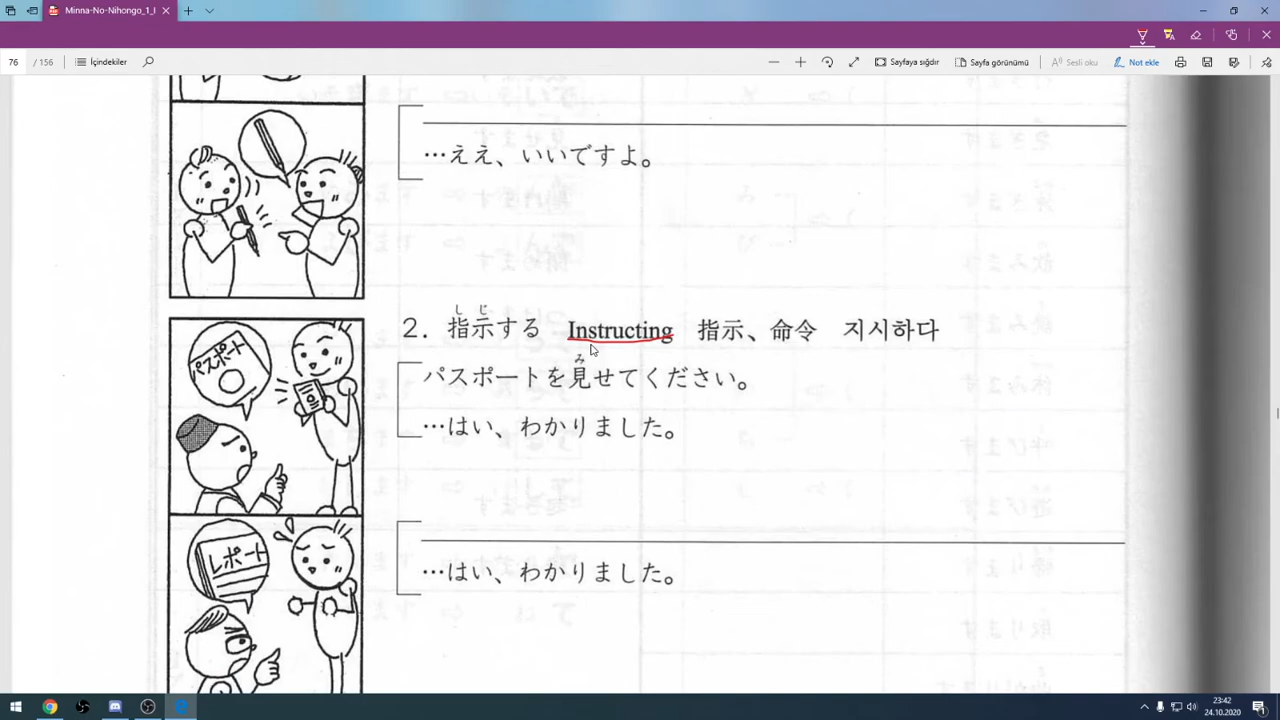 Minna-No-Nihongo_1_I
76 / 156
İçindekiler
Sayfaya sığdır
Sayfa görünümü
Sesli oku
Not ekle
…ええ、いいですよ。
しじ
2. 指示する Instructing 指示、命令 지시하다
パスポート
み
パスポートを見せてください。
…はい、わかりました。
レポート
…はい、わかりました。
23:42
24.10.2020